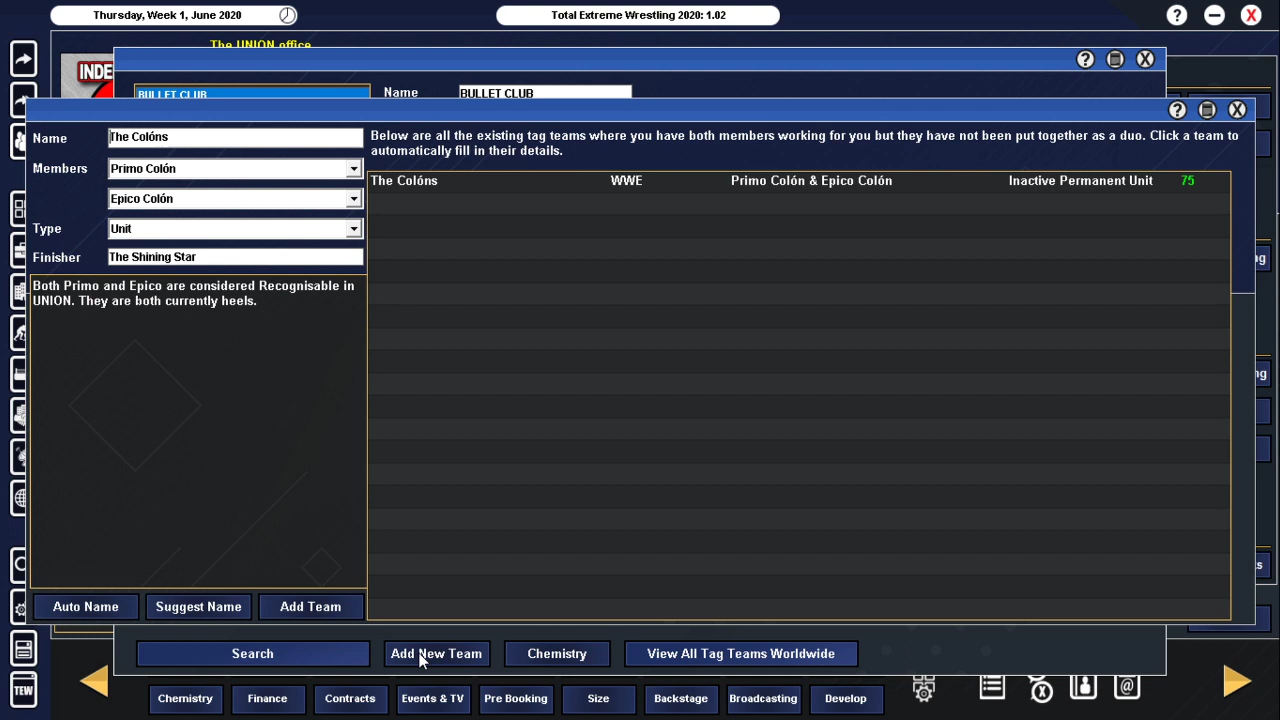 Thursday, Week 1, June 2020
Total Extreme Wrestling 2020: 1.02
? X
The UNION office
INDE
? X
BULLET CLUB
Name BULLET CLUB
? X
Name The Colóns
Members Primo Colón
Epico Colón
Type Unit
Finisher The Shining Star
Both Primo and Epico are considered Recognisable in
UNION. They are both currently heels.
Below are all the existing tag teams where you have both members working for you but they have not been put together as a duo. Click a team to
automatically fill in their details.
The Colóns WWE Primo Colón & Epico Colón Inactive Permanent Unit 75
ng
ng
s
Auto Name Suggest Name Add Team
Search Add New Team Chemistry View All Tag Teams Worldwide
TEW
Chemistry Finance Contracts Events & TV Pre Booking Size Backstage Broadcasting Develop
@